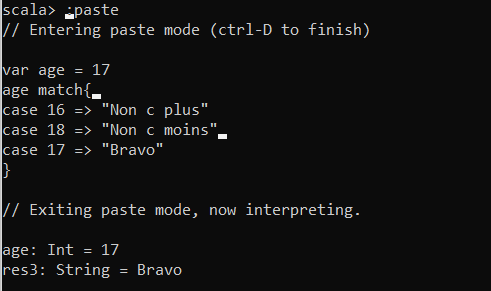 scala> :paste
// Entering paste mode (ctrl-D to finish)
var age = 17
age match{
case 16 => "Non c plus"
case 18 => "Non c moins"
case 17 => "Bravo"
}
// Exiting paste mode, now interpreting.
age: Int = 17
res3: String = Bravo